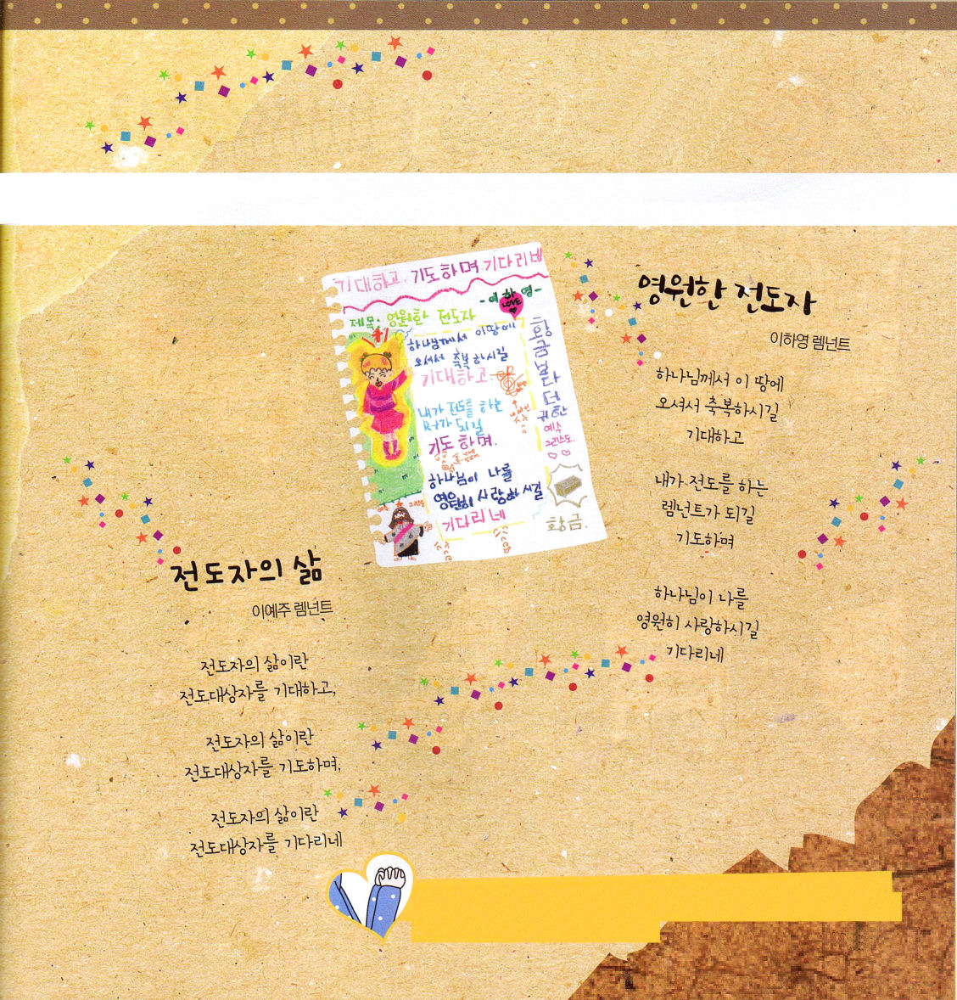 기대하고, 기도하며 기다리네
-이하영-
LOVE
제목: 영원한 전도자
하나님께서 이땅에
오셔서 축복하시길
기대하고
내가 전도를 하는
RT가 되길
기도하며.
하나님이 나를
영원히 사랑하시길
기다리네
황금보다 더 귀한
예수
그리스도.
황금.
영원한 전도자
이하영 렘넌트
하나님께서 이 땅에
오셔서 축복하시길
기대하고
내가 전도를 하는
렘넌트가 되길
기도하며
하나님이 나를
영원히 사랑하시길
기다리네
전도자의 삶
이예주 렘넌트
전도자의 삶이란
전도대상자를 기대하고,
전도자의 삶이란
전도대상자를 기도하며,
전도자의 삶이란
전도대상자를 기다리네